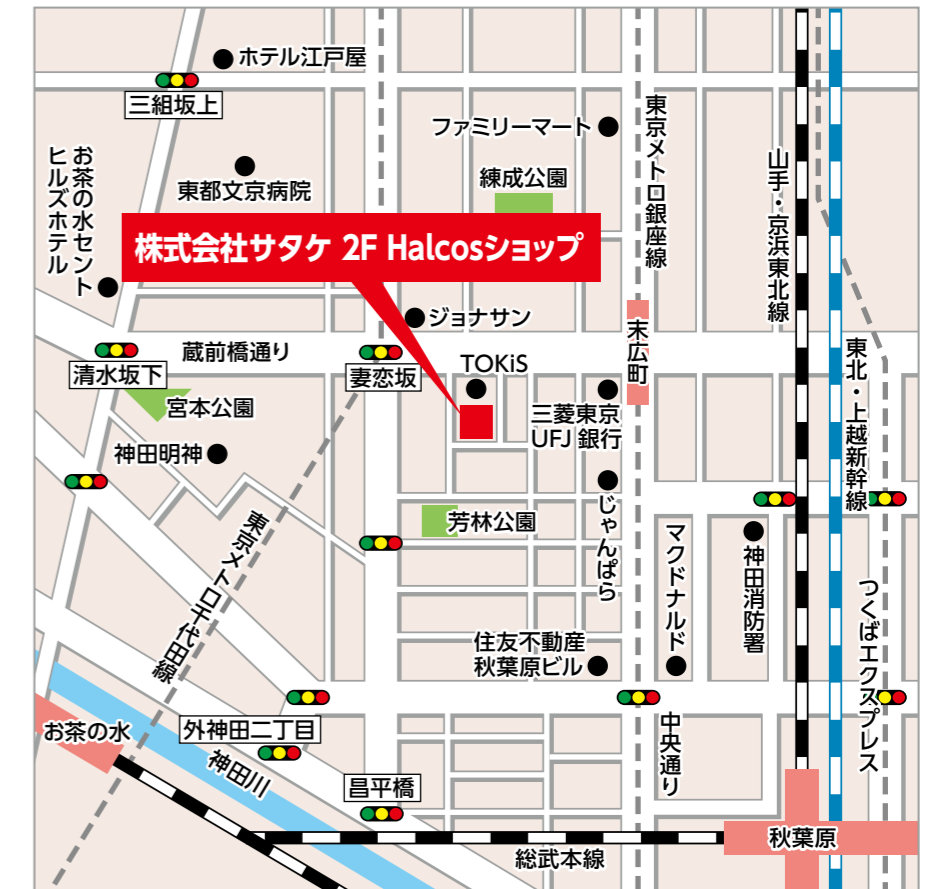 ホテル江戸屋
三組坂上
ファミリーマート
東京メトロ銀座線
お茶の水セント
ヒルズホテル
東都文京病院
練成公園
山手・京浜東北線
株式会社サタケ 2F Halcosショップ
ジョナサン
末広町
蔵前橋通り
清水坂下
妻恋坂
TOKiS
東北・上越新幹線
宮本公園
三菱東京
UFJ 銀行
神田明神
じゃんぱら
芳林公園
東京メトロ千代田線
マクドナルド
神田消防署
つくばエクスプレス
住友不動産
秋葉原ビル
お茶の水
外神田二丁目
中央通り
神田川
昌平橋
総武本線
秋葉原